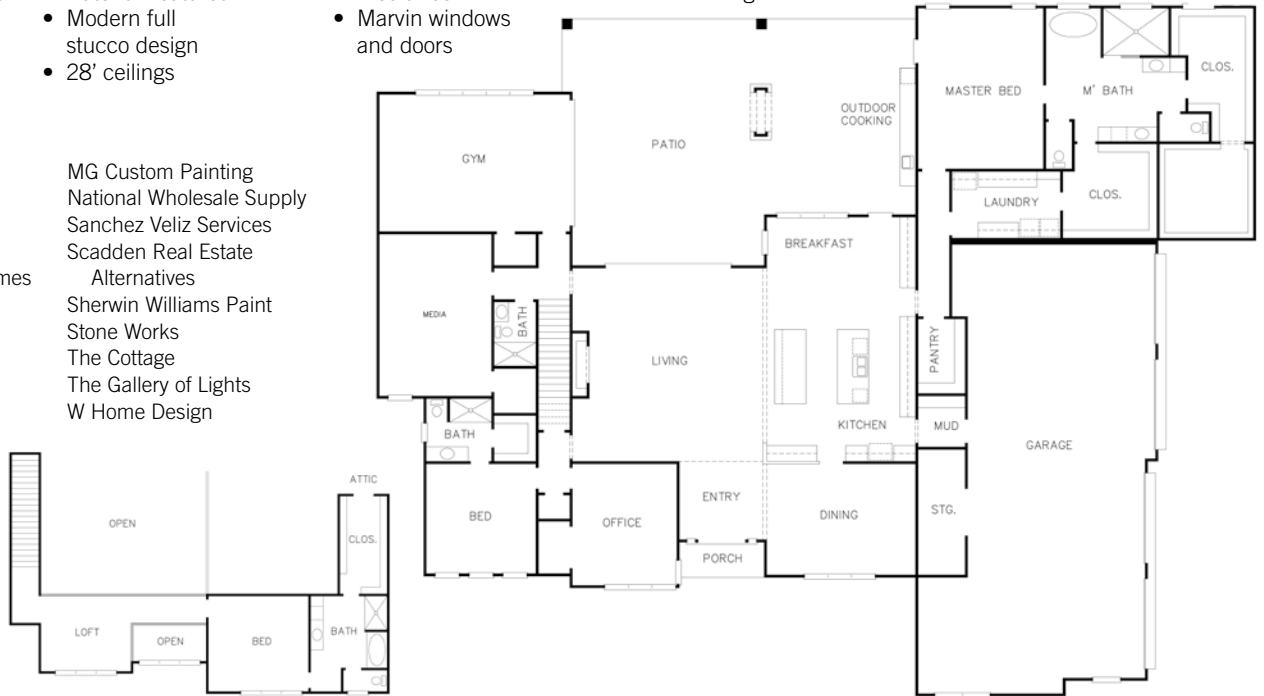 • Modern full
stucco design
• 28’ ceilings
• Marvin windows
and doors
MG Custom Painting
National Wholesale Supply
Sanchez Veliz Services
Scadden Real Estate
Alternatives
Sherwin Williams Paint
Stone Works
The Cottage
The Gallery of Lights
W Home Design
mes
GYM
PATIO
OUTDOOR
COOKING
MASTER BED
M' BATH
CLOS.
LAUNDRY
CLOS.
BREAKFAST
MEDIA
BATH
LIVING
PANTRY
KITCHEN
MUD
GARAGE
BATH
BED
OFFICE
ENTRY
DINING
STG.
PORCH
ATTIC
OPEN
CLOS.
LOFT
OPEN
BED
BATH